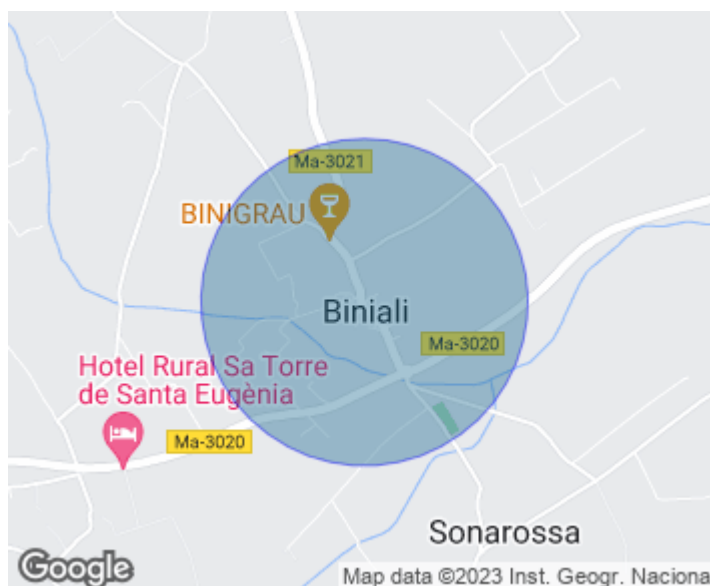 Ma-3021
BINIGRAU
Biniali
Ma-3020
Hotel Rural Sa Torre
de Santa Eugènia
Ma-3020
Sonarossa
Google
Map data ©2023 Inst. Geogr. Naciona